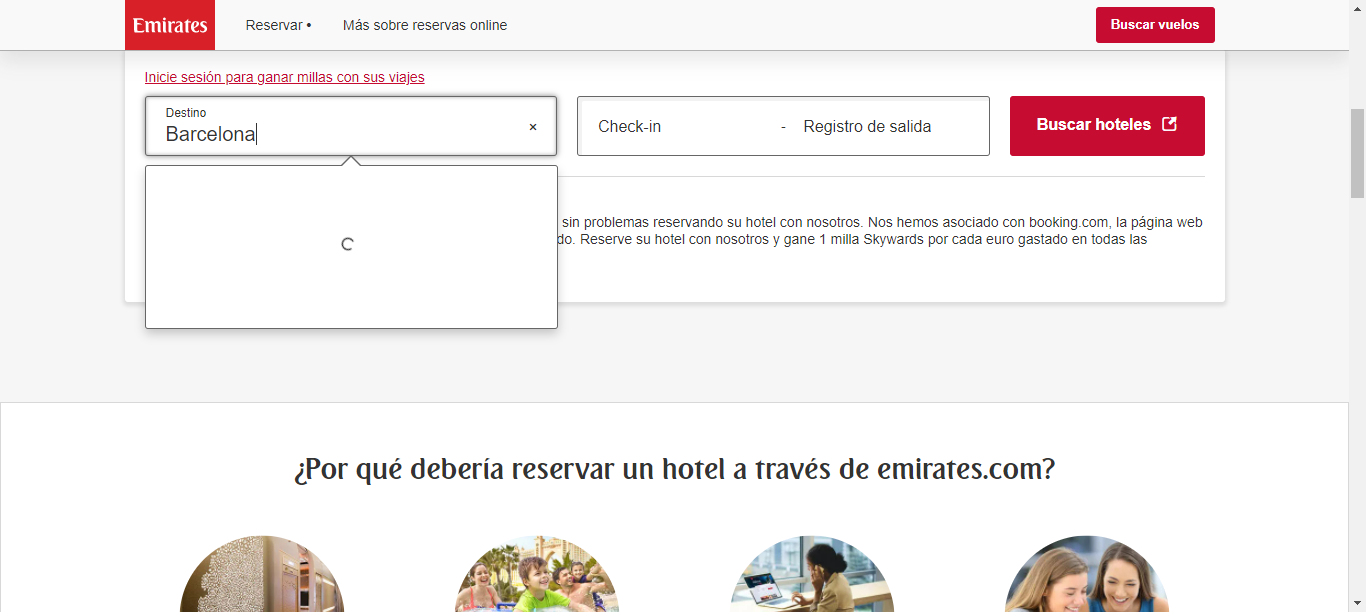 Emirates
Reservar •
Más sobre reservas online
Buscar vuelos
Inicie sesión para ganar millas con sus viajes
Destino
Barcelona
×
Check-in - Registro de salida
Buscar hoteles
sin problemas reservando su hotel con nosotros. Nos hemos asociado con booking.com, la página web
do. Reserve su hotel con nosotros y gane 1 milla Skywards por cada euro gastado en todas las
¿Por qué debería reservar un hotel a través de emirates.com?